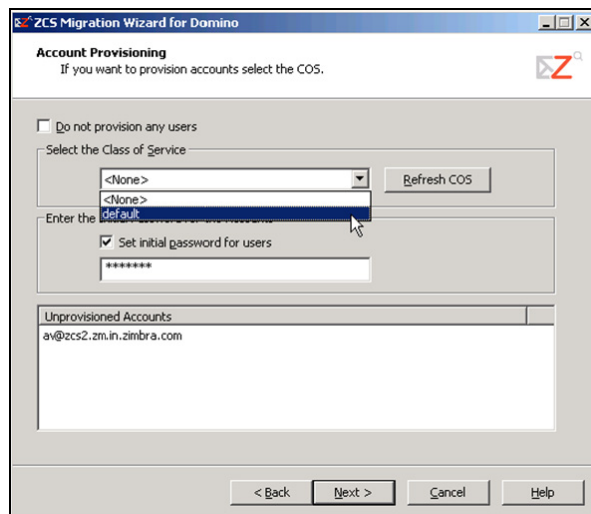 ZCS Migration Wizard for Domino
Account Provisioning
If you want to provision accounts select the COS.
Do not provision any users
Select the Class of Service
<None>
Refresh COS
<None>
default
Enter the
Set initial password for users
*******
Unprovisioned Accounts
av@zcs2.zm.in.zimbra.com
< Back
Next >
Cancel
Help